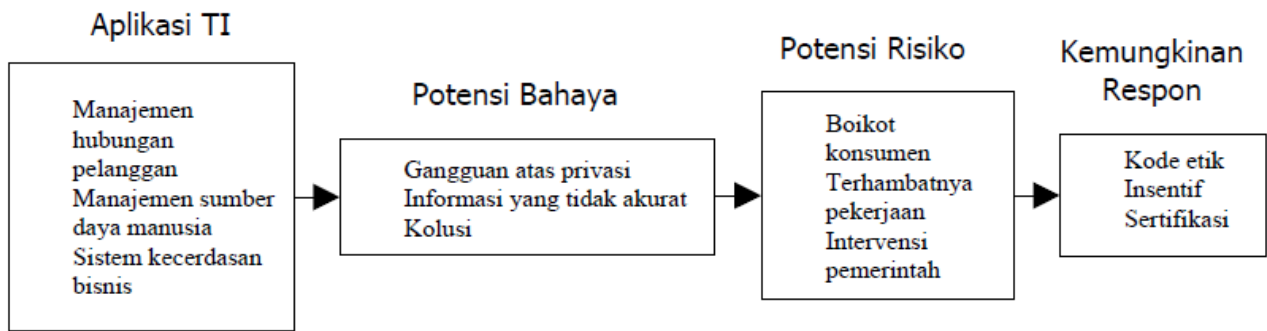 Aplikasi TI
Manajemen
hubungan
pelanggan
Manajemen sumber
daya manusia
Sistem kecerdasan
bisnis
Potensi Bahaya
Gangguan atas privasi
Informasi yang tidak akurat
Kolusi
Potensi Risiko
Boikot
konsumen
Terhambatnya
pekerjaan
Intervensi
pemerintah
Kemungkinan
Respon
Kode etik
Insentif
Sertifikasi